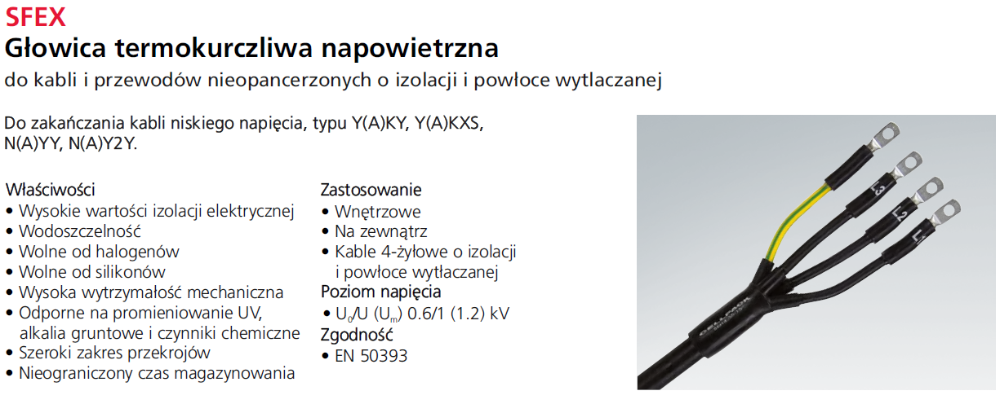 SFEX
Głowica termokurczliwa napowietrzna
do kabli i przewodów nieopancerzonych o izolacji i powłoce wytlaczanej
Do zakańczania kabli niskiego napięcia, typu Y(A)KY, Y(A)KXS,
N(A)YY, N(A)Y2Y.
Właściwości
• Wysokie wartości izolacji elektrycznej
• Wodoszczelność
• Wolne od halogenów
• Wolne od silikonów
• Wysoka wytrzymałość mechaniczna
• Odporne na promieniowanie UV,
alkalia gruntowe i czynniki chemiczne
• Szeroki zakres przekrojów
• Nieograniczony czas magazynowania
Zastosowanie
• Wnętrzowe
• Na zewnątrz
• Kable 4-żyłowe o izolacji
i powłoce wytłaczanej
Poziom napięcia
• U₀/U (Uₘ) 0.6/1 (1.2) kV
Zgodność
• EN 50393
L3
L2
L1
CELLPACK